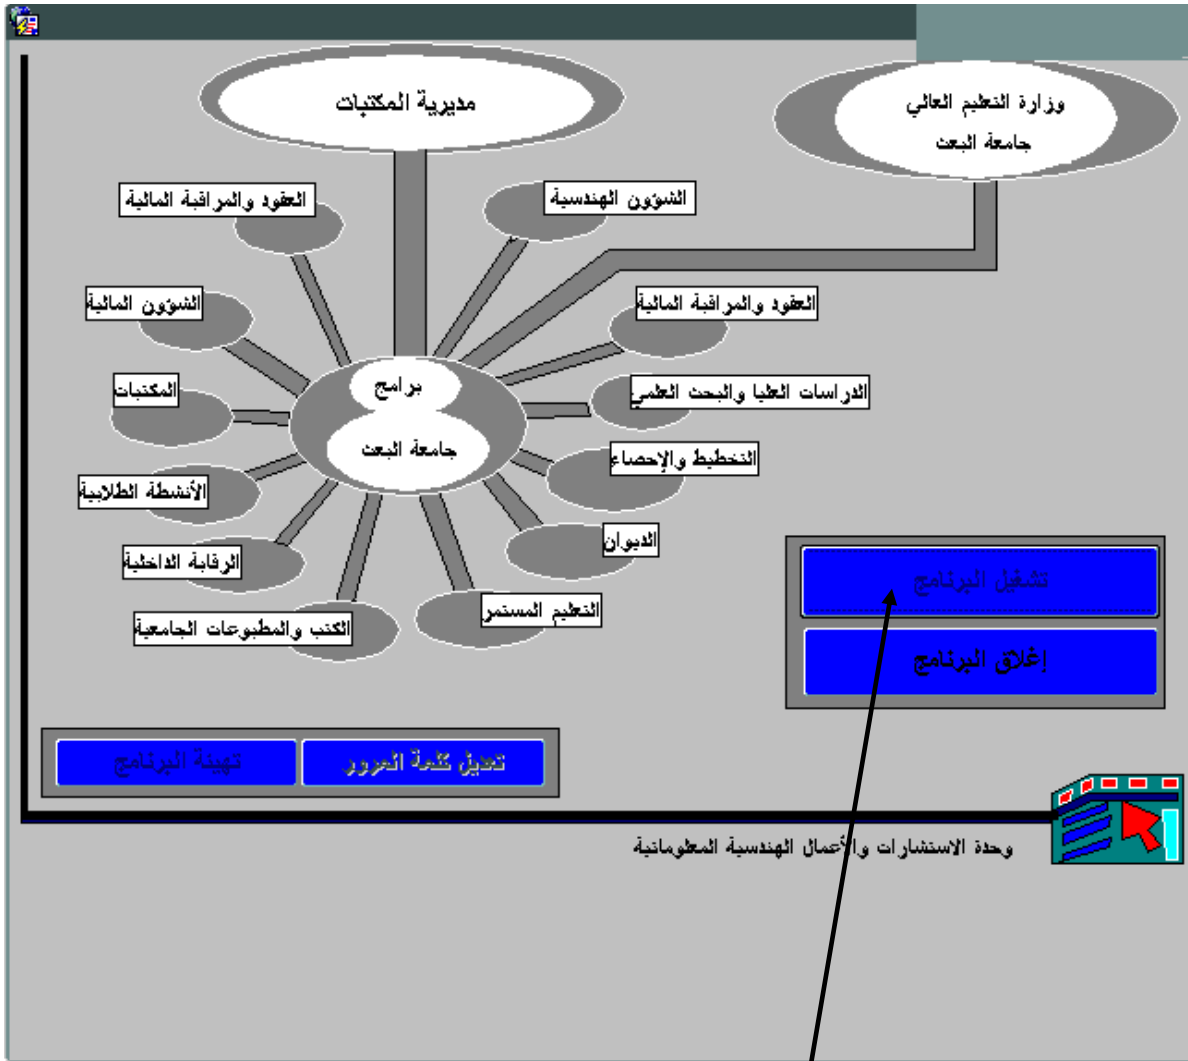 وزارة التعليم العالي
جامعة البعث
مديرية المكتبات
الشؤون الهندسية
العقود والمراقبة المالية
العقود والمراقبة المالية
الشؤون المالية
برامج
جامعة البعث
الدراسات العليا والبحث العلمي
المكتبات
التخطيط والإحصاء
الأنشطة الطلابية
الديوان
الرقابة الداخلية
التعليم المستمر
الكتب والمطبوعات الجامعية
تشغيل البرنامج
إغلاق البرنامج
تعديل كلمة المرور
تهيئة البرنامج
وحدة الاستشارات والأعمال الهندسية المعلوماتية